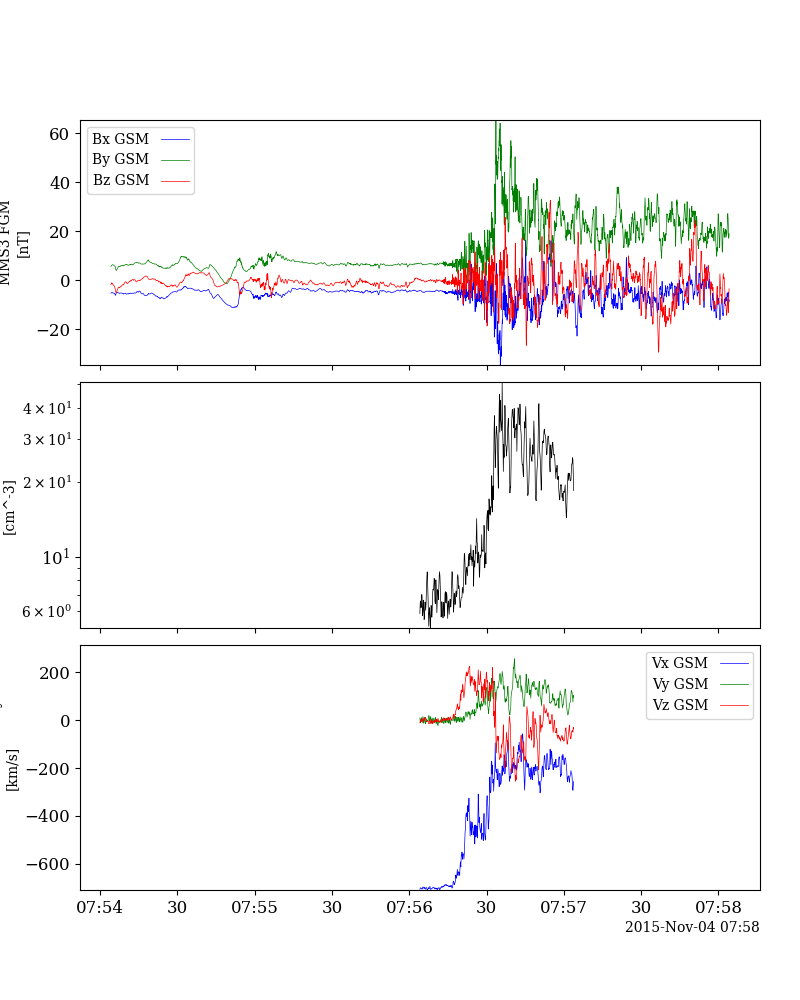 60
40
20
0
−20
MMS3 FGM
[nT]
Bx GSM
By GSM
Bz GSM
4 × 10¹
3 × 10¹
2 × 10¹
10¹
6 × 10⁰
[cm^-3]
200
0
−200
−400
−600
[km/s]
Vx GSM
Vy GSM
Vz GSM
07:54 30 07:55 30 07:56 30 07:57 30 07:58
2015-Nov-04 07:58